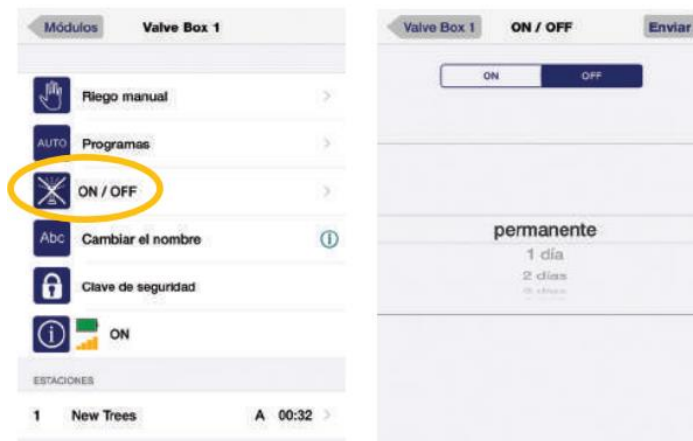 Módulos Valve Box 1
Riego manual
AUTO Programas
ON / OFF
Abc Cambiar el nombre
Clave de seguridad
ON
ESTACIONES
1 New Trees A 00:32
Valve Box 1 ON / OFF Enviar
ON OFF
permanente
1 día
2 días